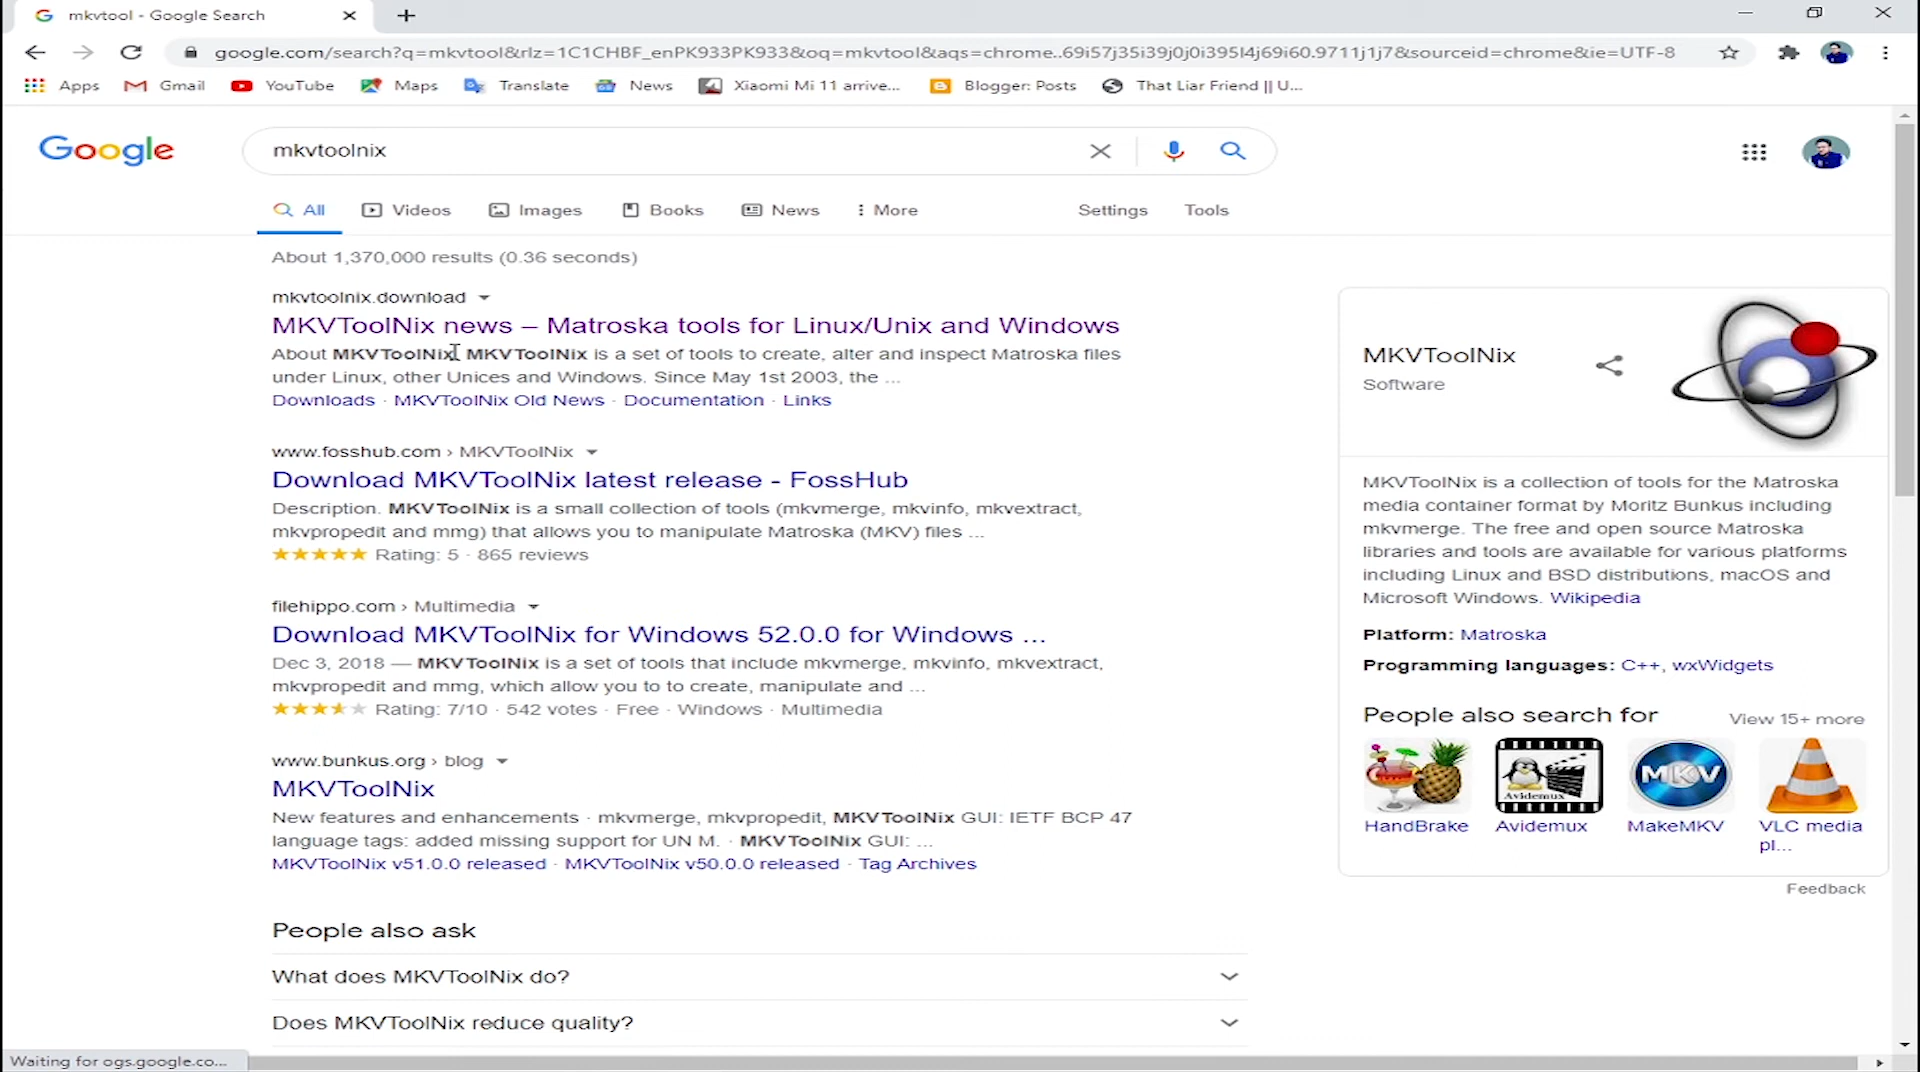 mkvtool - Google Search
google.com/search?q=mkvtool&rlz=1C1CHBF_enPK933PK933&oq=mkvtool&aqs=chrome..69i57j35i39j0j0i395l4j69i60.9711j1j7&sourceid=chrome&ie=UTF-8
Apps Gmail YouTube Maps Translate News Xiaomi Mi 11 arrive... Blogger: Posts That Liar Friend || U...
Google mkvtoolnix
All Videos Images Books News More Settings Tools
About 1,370,000 results (0.36 seconds)
mkvtoolnix.download
MKVToolNix news – Matroska tools for Linux/Unix and Windows
About MKVToolNix. MKVToolNix is a set of tools to create, alter and inspect Matroska files
under Linux, other Unices and Windows. Since May 1st 2003, the ...
Downloads · MKVToolNix Old News · Documentation · Links
www.fosshub.com › MKVToolNix
Download MKVToolNix latest release - FossHub
Description. MKVToolNix is a small collection of tools (mkvmerge, mkvinfo, mkvextract,
mkvpropedit and mmg) that allows you to manipulate Matroska (MKV) files ...
Rating: 5 · 865 reviews
filehippo.com › Multimedia
Download MKVToolNix for Windows 52.0.0 for Windows ...
Dec 3, 2018 — MKVToolNix is a set of tools that include mkvmerge, mkvinfo, mkvextract,
mkvpropedit and mmg, which allow you to to create, manipulate and ...
Rating: 7/10 · 542 votes · Free · Windows · Multimedia
www.bunkus.org › blog
MKVToolNix
New features and enhancements · mkvmerge, mkvpropedit, MKVToolNix GUI: IETF BCP 47
language tags: added missing support for UN M. · MKVToolNix GUI: ...
MKVToolNix v51.0.0 released · MKVToolNix v50.0.0 released · Tag Archives
People also ask
What does MKVToolNix do?
Does MKVToolNix reduce quality?
MKVToolNix
Software
MKVToolNix is a collection of tools for the Matroska
media container format by Moritz Bunkus including
mkvmerge. The free and open source Matroska
libraries and tools are available for various platforms
including Linux and BSD distributions, macOS and
Microsoft Windows. Wikipedia
Platform: Matroska
Programming languages: C++, wxWidgets
People also search for View 15+ more
Avidemux MKV
HandBrake Avidemux MakeMKV VLC media
pl...
Feedback
Waiting for ogs.google.co...